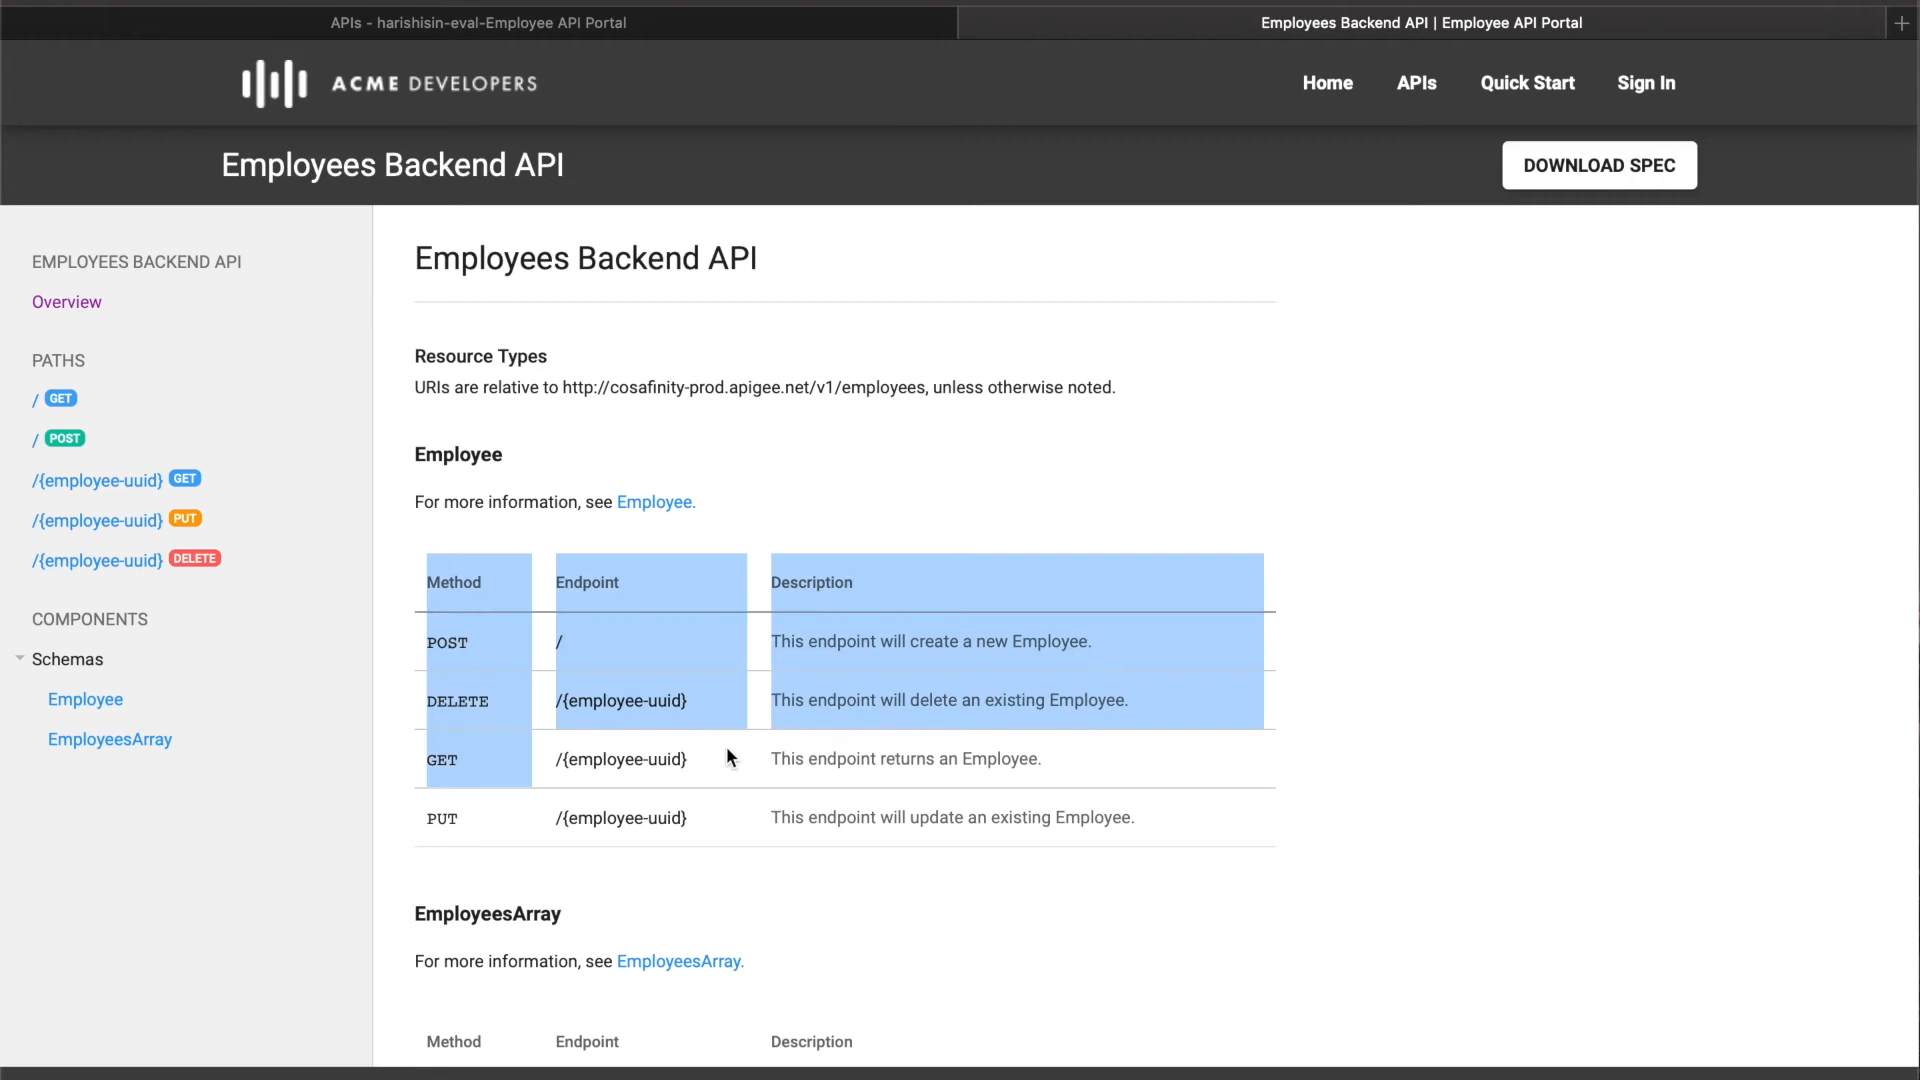 APIs - harishisin-eval-Employee API Portal
Employees Backend API | Employee API Portal
ACME DEVELOPERS
Home APIs Quick Start Sign In
Employees Backend API
DOWNLOAD SPEC
EMPLOYEES BACKEND API
Overview
PATHS
/ GET
/ POST
/{employee-uuid} GET
/{employee-uuid} PUT
/{employee-uuid} DELETE
COMPONENTS
Schemas
Employee
EmployeesArray
Employees Backend API
Resource Types
URIs are relative to http://cosafinity-prod.apigee.net/v1/employees, unless otherwise noted.
Employee
For more information, see Employee.
Method Endpoint Description
POST / This endpoint will create a new Employee.
DELETE /{employee-uuid} This endpoint will delete an existing Employee.
GET /{employee-uuid} This endpoint returns an Employee.
PUT /{employee-uuid} This endpoint will update an existing Employee.
EmployeesArray
For more information, see EmployeesArray.
Method Endpoint Description